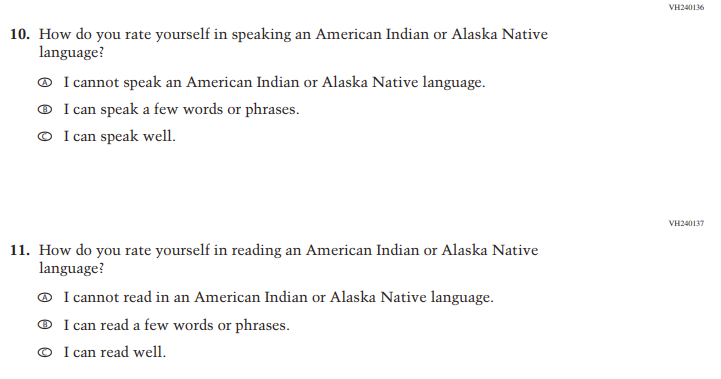 VH240136
10. How do you rate yourself in speaking an American Indian or Alaska Native
language?
A I cannot speak an American Indian or Alaska Native language.
B I can speak a few words or phrases.
C I can speak well.
VH240137
11. How do you rate yourself in reading an American Indian or Alaska Native
language?
A I cannot read in an American Indian or Alaska Native language.
B I can read a few words or phrases.
C I can read well.